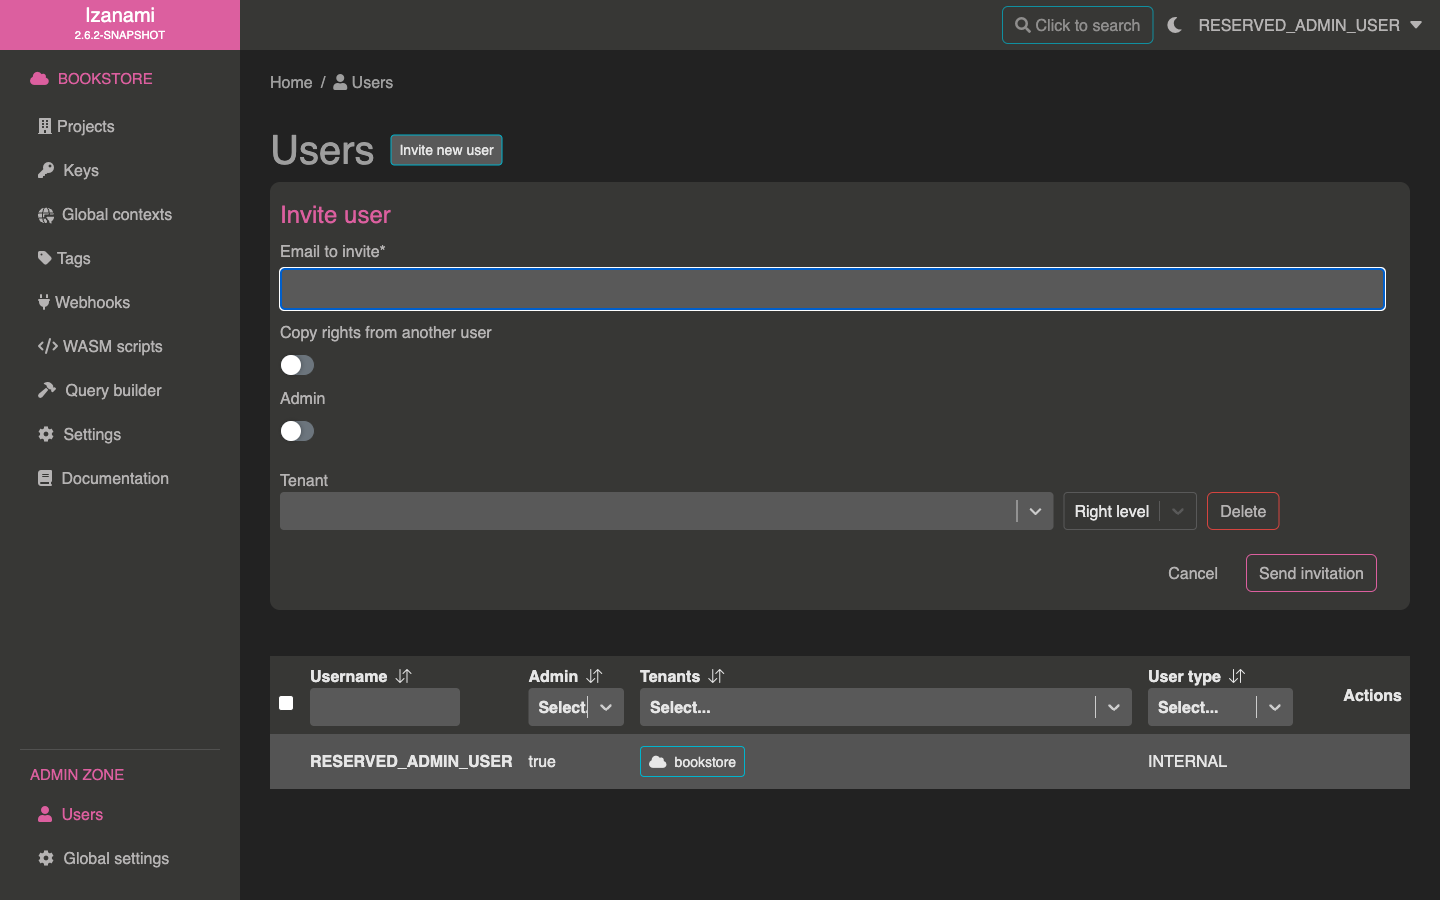 Izanami
2.6.2-SNAPSHOT
Click to search
RESERVED_ADMIN_USER
BOOKSTORE
Projects
Keys
Global contexts
Tags
Webhooks
WASM scripts
Query builder
Settings
Documentation
ADMIN ZONE
Users
Global settings
Home / Users
Users
Invite new user
Invite user
Email to invite*
Copy rights from another user
Admin
Tenant
Right level
Delete
Cancel
Send invitation
Username Admin Tenants User type Actions
Select... Select... Select...
RESERVED_ADMIN_USER true bookstore INTERNAL